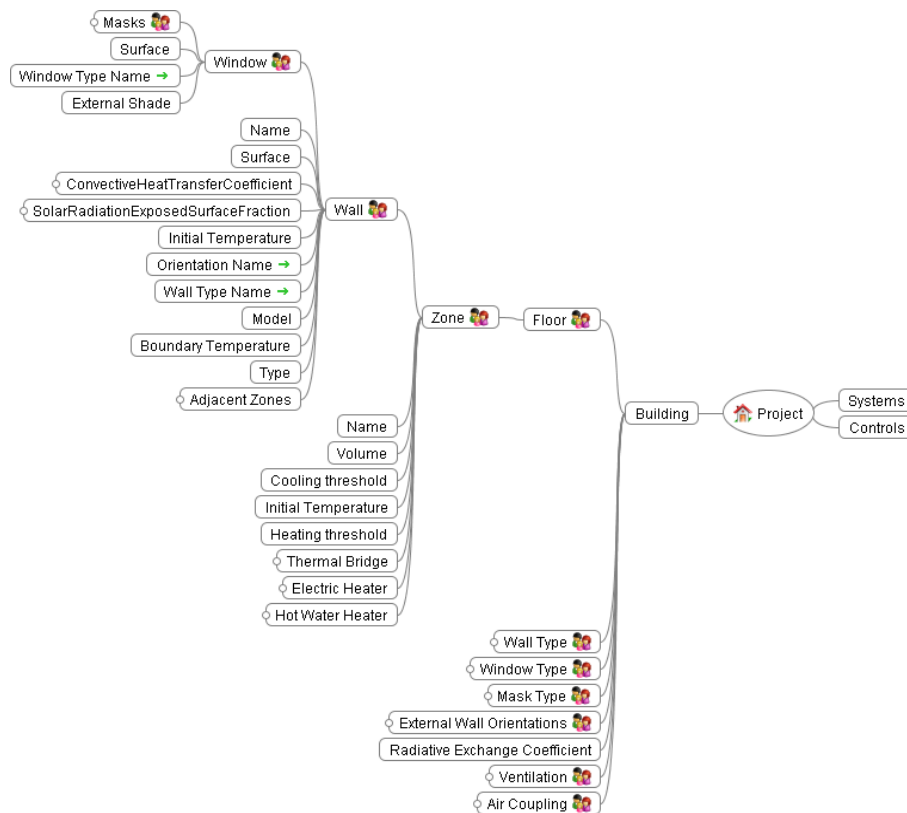 Masks
Surface
Window Type Name
External Shade
Window
Name
Surface
ConvectiveHeatTransferCoefficient
SolarRadiationExposedSurfaceFraction
Initial Temperature
Orientation Name
Wall Type Name
Model
Boundary Temperature
Type
Adjacent Zones
Wall
Name
Volume
Cooling threshold
Initial Temperature
Heating threshold
Thermal Bridge
Electric Heater
Hot Water Heater
Zone
Floor
Wall Type
Window Type
Mask Type
External Wall Orientations
Radiative Exchange Coefficient
Ventilation
Air Coupling
Building
Project
Systems
Controls